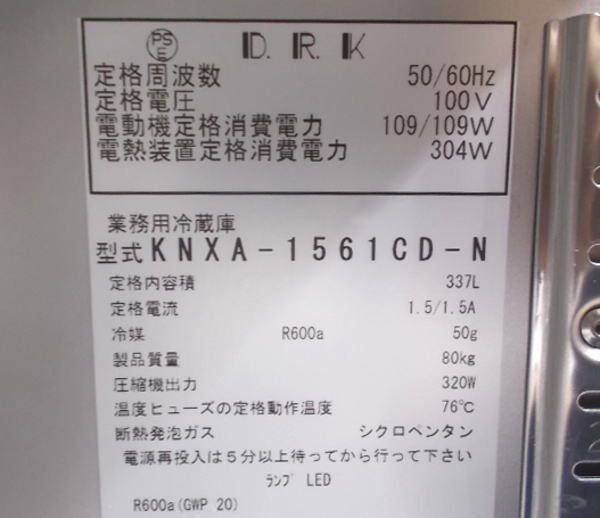 PSE D.R.K
定格周波数 50/60Hz
定格電圧 100V
電動機定格消費電力 109/109W
電熱装置定格消費電力 304W
業務用冷蔵庫
型式KNXA-1561CD-N
定格内容積 337L
定格電流 1.5/1.5A
冷媒 R600a 50g
製品質量 80kg
圧縮機出力 320W
温度ヒューズの定格動作温度 76℃
断熱発泡ガス シクロペンタン
電源再投入は5分以上待ってから行って下さい
ﾗﾝﾌﾟ LED
R600a(GWP 20)